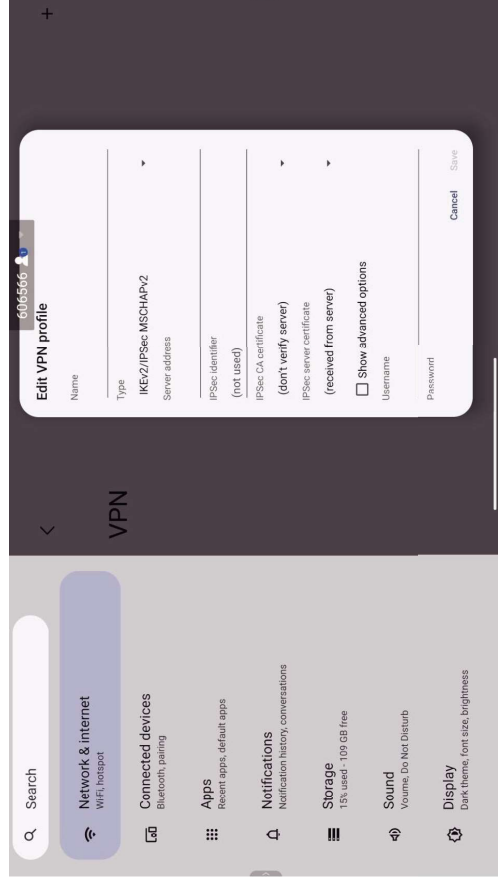 Search
Network & internet
WiFi, hotspot
Connected devices
Bluetooth, pairing
Apps
Recent apps, default apps
Notifications
Notification history, conversations
Storage
15% used - 109 GB free
Sound
Voume, Do Not Disturb
Display
Dark theme, font size, brightness
VPN
606566
Edit VPN profile
Name
Type
IKEv2/IPSec MSCHAPv2
Server address
IPSec identifier
(not used)
IPSec CA certificate
(don't verify server)
IPSec server certificate
(received from server)
Show advanced options
Username
Password
Cancel Save